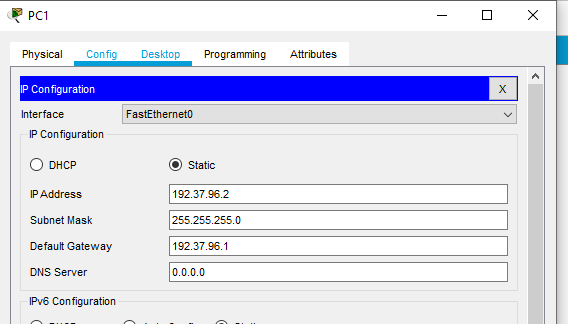 PC1
Physical Config Desktop Programming Attributes
IP Configuration X
Interface FastEthernet0
IP Configuration
DHCP Static
IP Address 192.37.96.2
Subnet Mask 255.255.255.0
Default Gateway 192.37.96.1
DNS Server 0.0.0.0
IPv6 Configuration